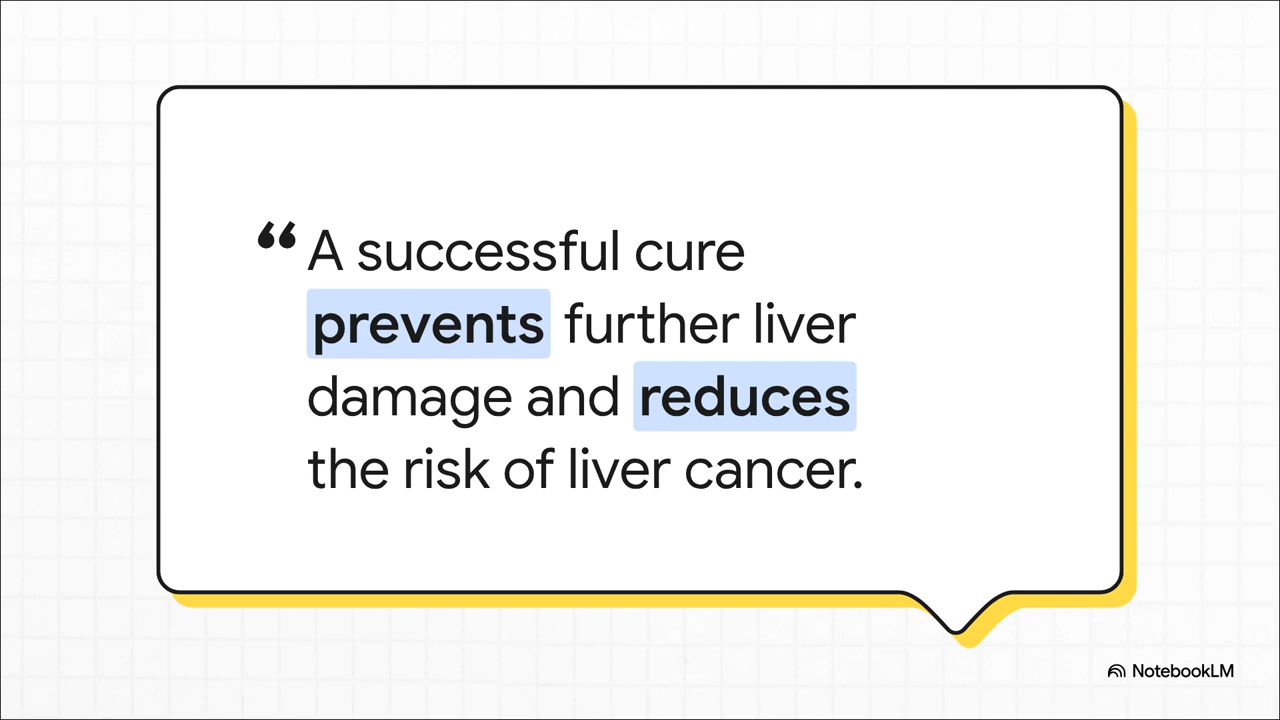 “ A successful cure
prevents further liver
damage and reduces
the risk of liver cancer.
NotebookLM